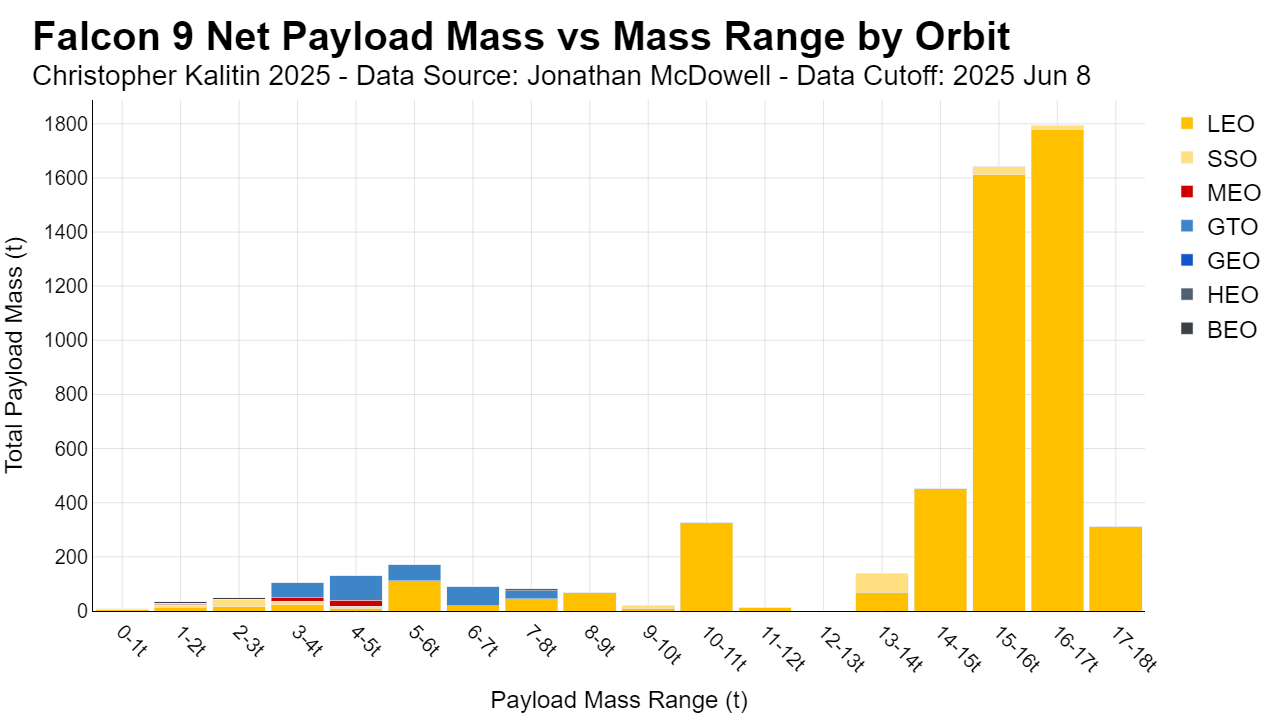 Falcon 9 Net Payload Mass vs Mass Range by Orbit
Christopher Kalitin 2025 - Data Source: Jonathan McDowell - Data Cutoff: 2025 Jun 8
Total Payload Mass (t)
1800
1600
1400
1200
1000
800
600
400
200
0
0-1t
1-2t
2-3t
3-4t
4-5t
5-6t
6-7t
7-8t
8-9t
9-10t
10-11t
11-12t
12-13t
13-14t
14-15t
15-16t
16-17t
17-18t
Payload Mass Range (t)
LEO
SSO
MEO
GTO
GEO
HEO
BEO